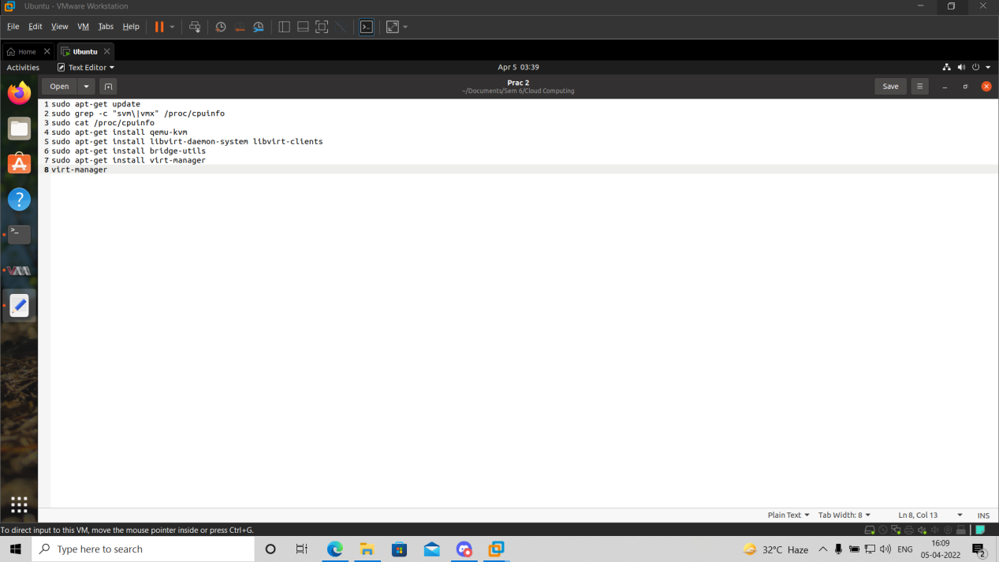 Ubuntu - VMware Workstation
File Edit View VM Tabs Help
Home Ubuntu
Activities Text Editor Apr 5 03:39
Open Prac 2 Save
~/Documents/Sem 6/Cloud Computing
1 sudo apt-get update
2 sudo grep -c "svm\|vmx" /proc/cpuinfo
3 sudo cat /proc/cpuinfo
4 sudo apt-get install qemu-kvm
5 sudo apt-get install libvirt-daemon-system libvirt-clients
6 sudo apt-get install bridge-utils
7 sudo apt-get install virt-manager
8 virt-manager
Plain Text Tab Width: 8 Ln 8, Col 13 INS
To direct input to this VM, move the mouse pointer inside or press Ctrl+G.
Type here to search 32°C Haze ENG 16:09
05-04-2022 2